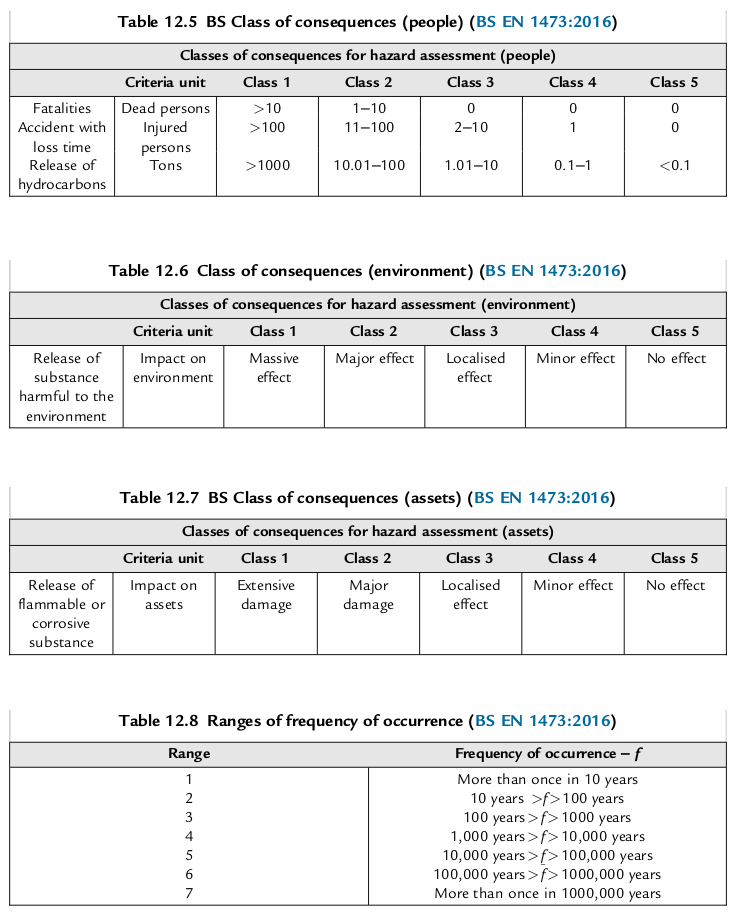 Table 12.5 BS Class of consequences (people) (BS EN 1473:2016)
Classes of consequences for hazard assessment (people)
Criteria unit Class 1 Class 2 Class 3 Class 4 Class 5
Fatalities Dead persons >10 1–10 0 0 0
Accident with Injured >100 11–100 2–10 1 0
loss time persons
Release of Tons >1000 10.01–100 1.01–10 0.1–1 <0.1
hydrocarbons
Table 12.6 Class of consequences (environment) (BS EN 1473:2016)
Classes of consequences for hazard assessment (environment)
Criteria unit Class 1 Class 2 Class 3 Class 4 Class 5
Release of Impact on Massive Major effect Localised Minor effect No effect
substance environment effect effect
harmful to the
environment
Table 12.7 BS Class of consequences (assets) (BS EN 1473:2016)
Classes of consequences for hazard assessment (assets)
Criteria unit Class 1 Class 2 Class 3 Class 4 Class 5
Release of Impact on Extensive Major Localised Minor effect No effect
flammable or assets damage damage effect
corrosive
substance
Table 12.8 Ranges of frequency of occurrence (BS EN 1473:2016)
Range Frequency of occurrence – f
1 More than once in 10 years
2 10 years >f> 100 years
3 100 years>f> 1000 years
4 1,000 years>f> 10,000 years
5 10,000 years>f> 100,000 years
6 100,000 years>f> 1000,000 years
7 More than once in 1000,000 years